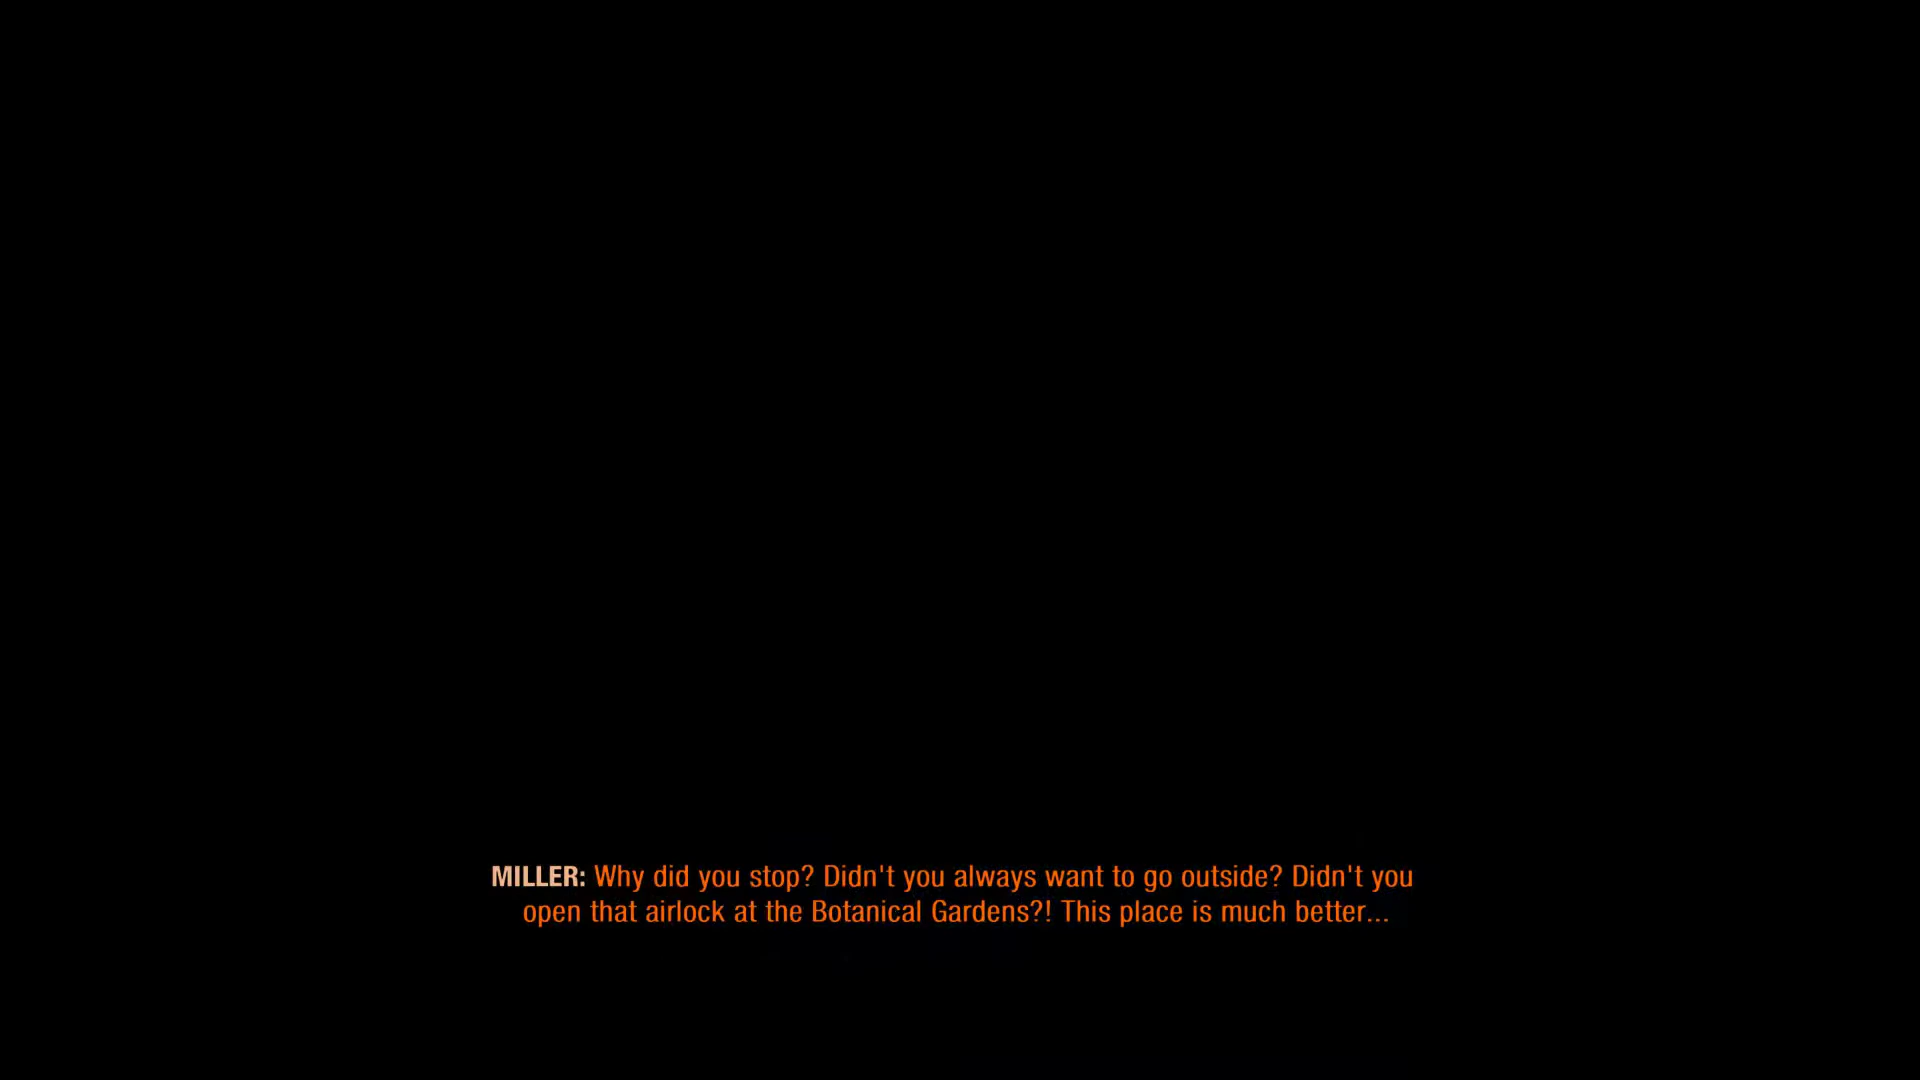 MILLER: Why did you stop? Didn't you always want to go outside? Didn't you
open that airlock at the Botanical Gardens?! This place is much better...